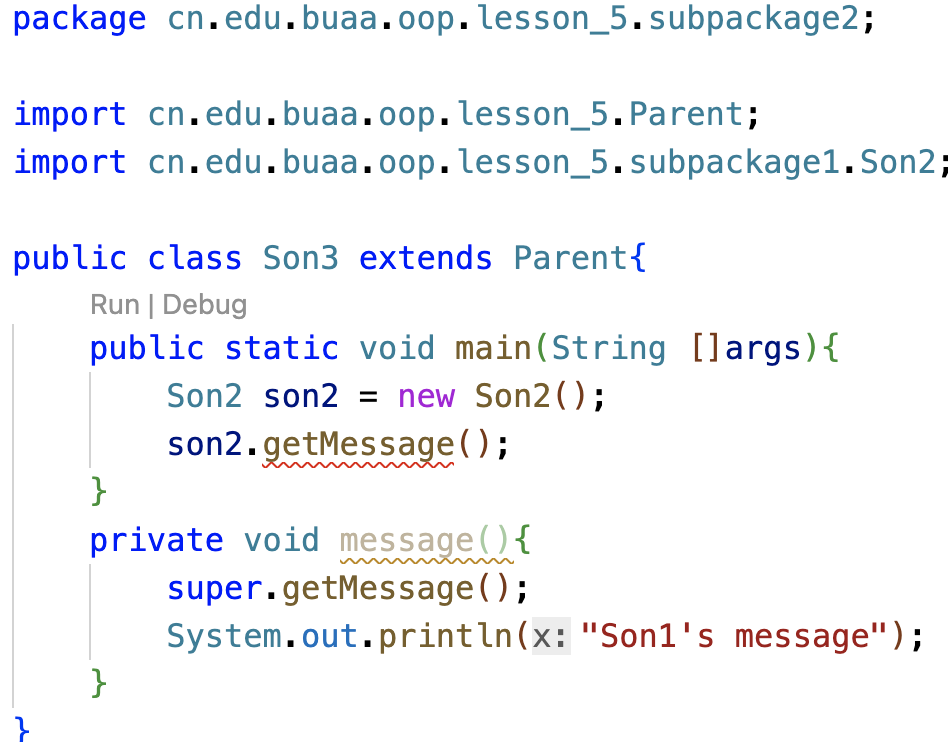 package cn.edu.buaa.oop.lesson_5.subpackage2;
import cn.edu.buaa.oop.lesson_5.Parent;
import cn.edu.buaa.oop.lesson_5.subpackage1.Son2;
public class Son3 extends Parent{
Run | Debug
public static void main(String []args){
Son2 son2 = new Son2();
son2.getMessage();
}
private void message(){
super.getMessage();
System.out.println(x: "Son1's message");
}
}